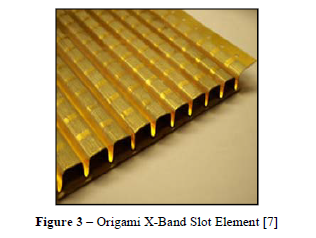 Figure 3 – Origami X-Band Slot Element [7]